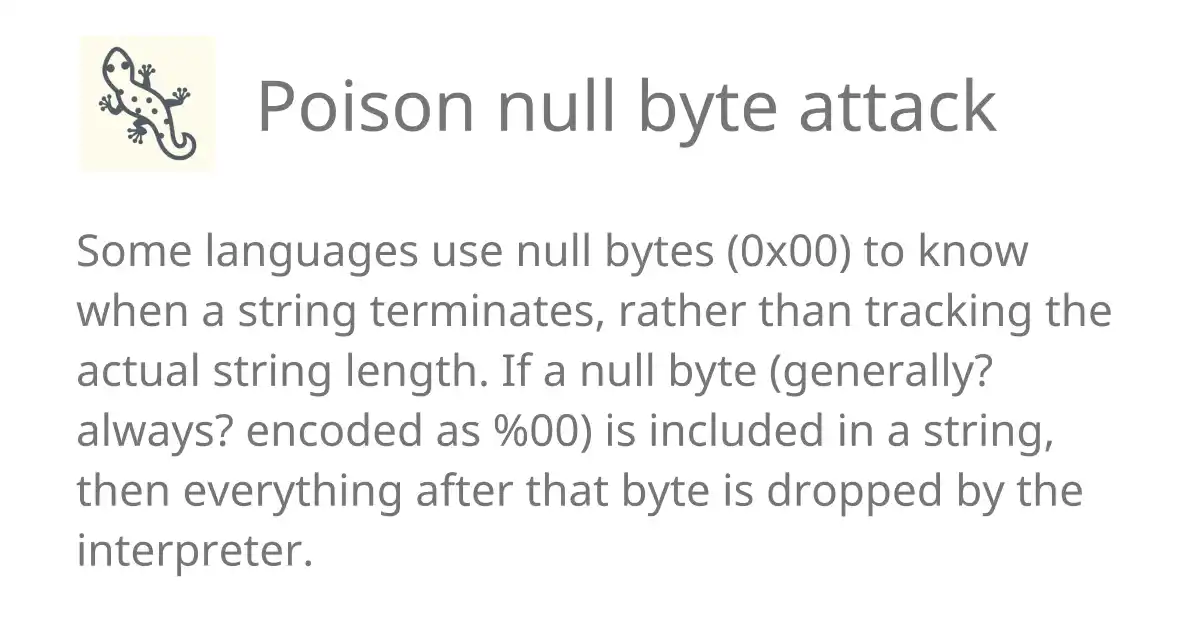 Poison null byte attack
Some languages use null bytes (0x00) to know
when a string terminates, rather than tracking the
actual string length. If a null byte (generally?
always? encoded as %00) is included in a string,
then everything after that byte is dropped by the
interpreter.